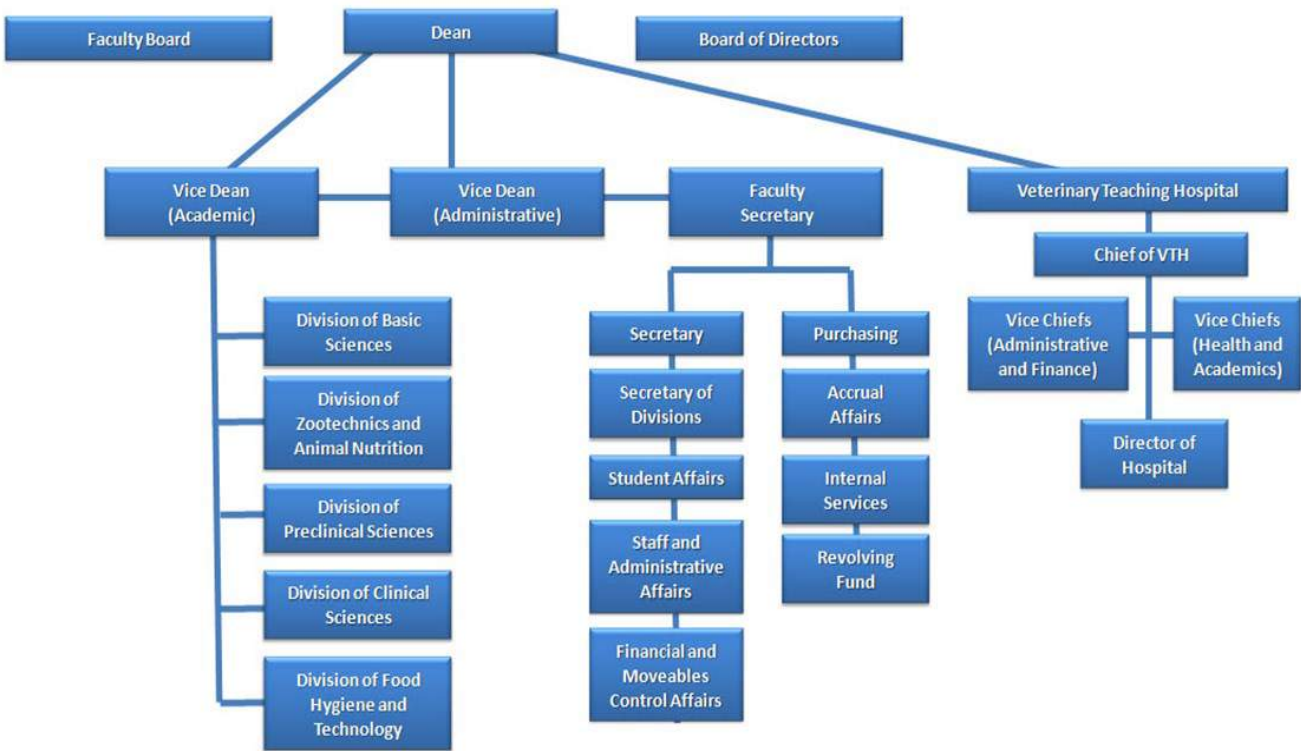 Faculty Board
Dean
Board of Directors
Vice Dean
(Academic)
Vice Dean
(Administrative)
Faculty
Secretary
Veterinary Teaching Hospital
Chief of VTH
Vice Chiefs
(Administrative
and Finance)
Vice Chiefs
(Health and
Academics)
Director of
Hospital
Division of Basic
Sciences
Division of
Zootechnics and
Animal Nutrition
Division of
Preclinical Sciences
Division of Clinical
Sciences
Division of Food
Hygiene and
Technology
Secretary
Secretary of
Divisions
Student Affairs
Staff and
Administrative
Affairs
Financial and
Moveables
Control Affairs
Purchasing
Accrual
Affairs
Internal
Services
Revolving
Fund